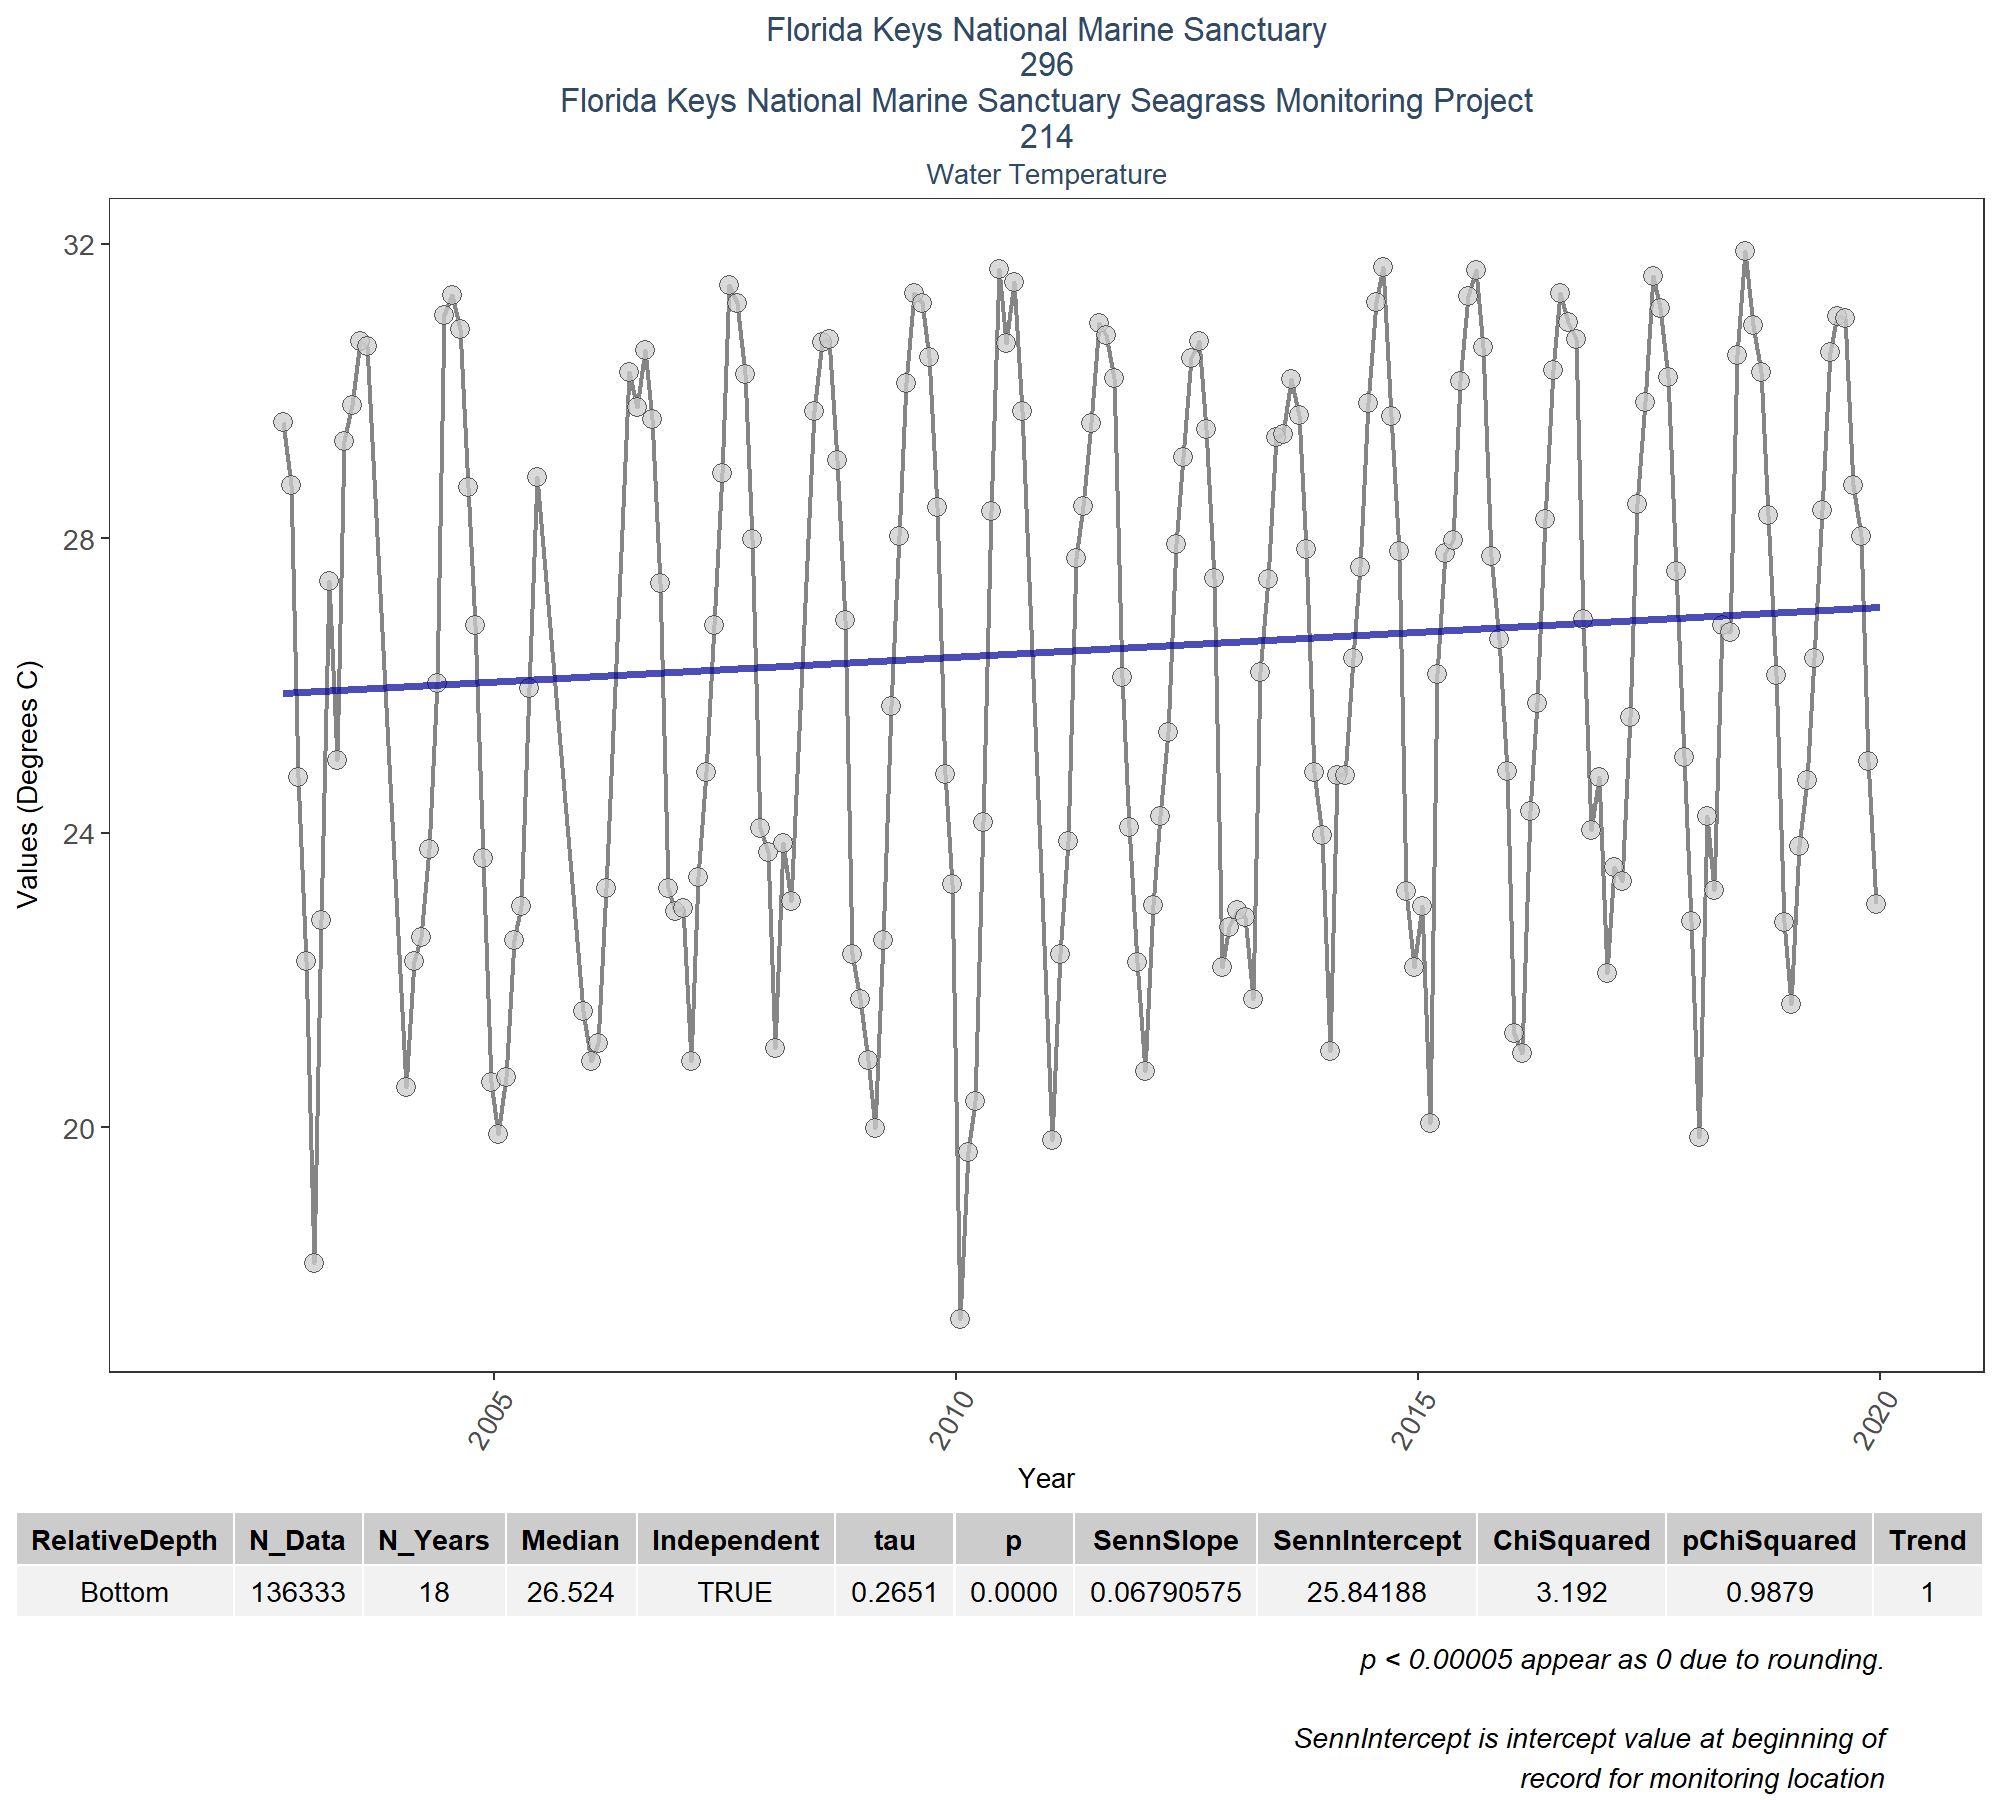 Florida Keys National Marine Sanctuary
296
Florida Keys National Marine Sanctuary Seagrass Monitoring Project
214
Water Temperature
32
28
24
20
Values (Degrees C)
2005
2010
2015
2020
Year
RelativeDepth N_Data N_Years Median Independent tau p SennSlope SennIntercept ChiSquared pChiSquared Trend
Bottom 136333 18 26.524 TRUE 0.2651 0.0000 0.06790575 25.84188 3.192 0.9879 1
p < 0.00005 appear as 0 due to rounding.
SennIntercept is intercept value at beginning of
record for monitoring location